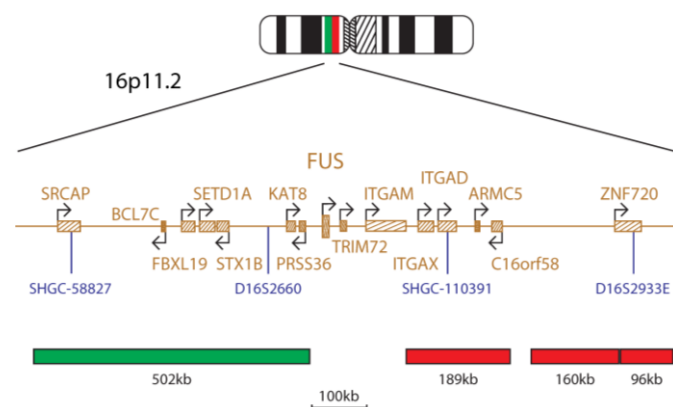 16p11.2
FUS
ITGAD
SRCAP SETD1A KAT8 ITGAM ARMC5 ZNF720
BCL7C
TRIM72
FBXL19 STX1B PRSS36 ITGAX C16orf58
SHGC-58827 D16S2660 SHGC-110391 D16S2933E
502kb 189kb 160kb 96kb
100kb